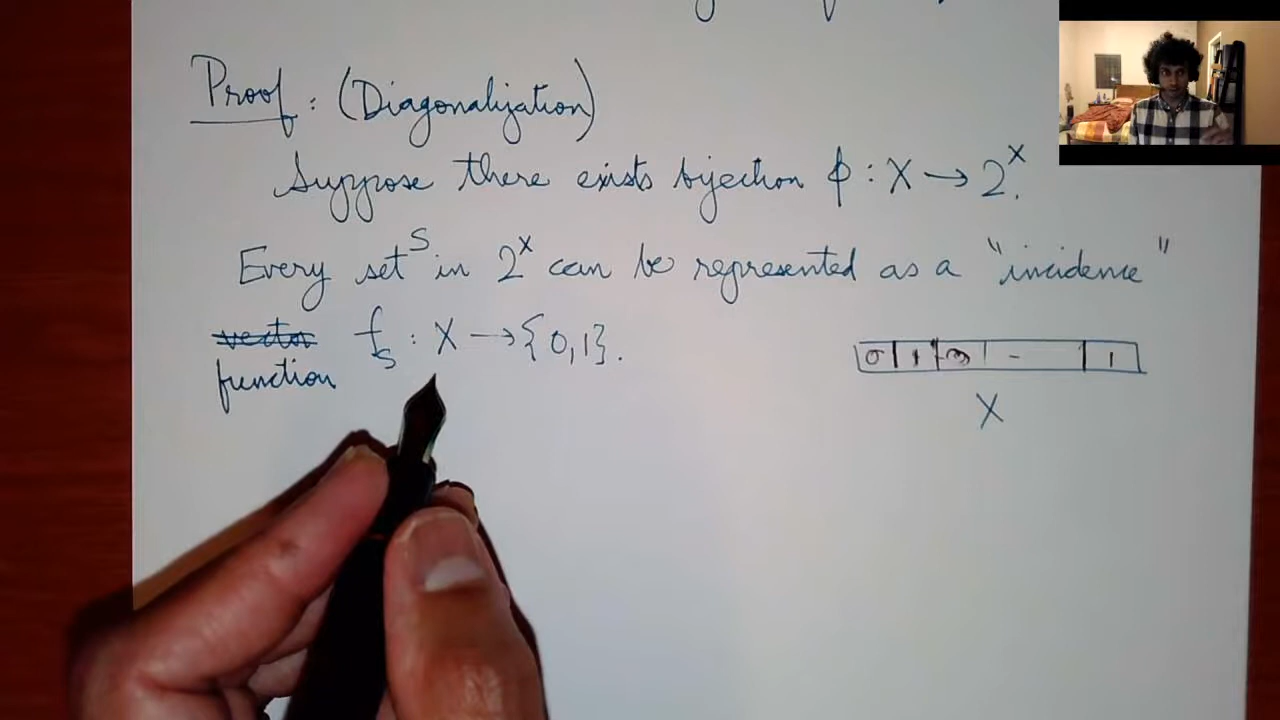 Proof : (Diagonalization)
Suppose there exists bijection ϕ : X → 2^X.
Every set S in 2^X can be represented as a "incidence"
vector f_S : X → {0,1}.
function
0 1 - 1
X